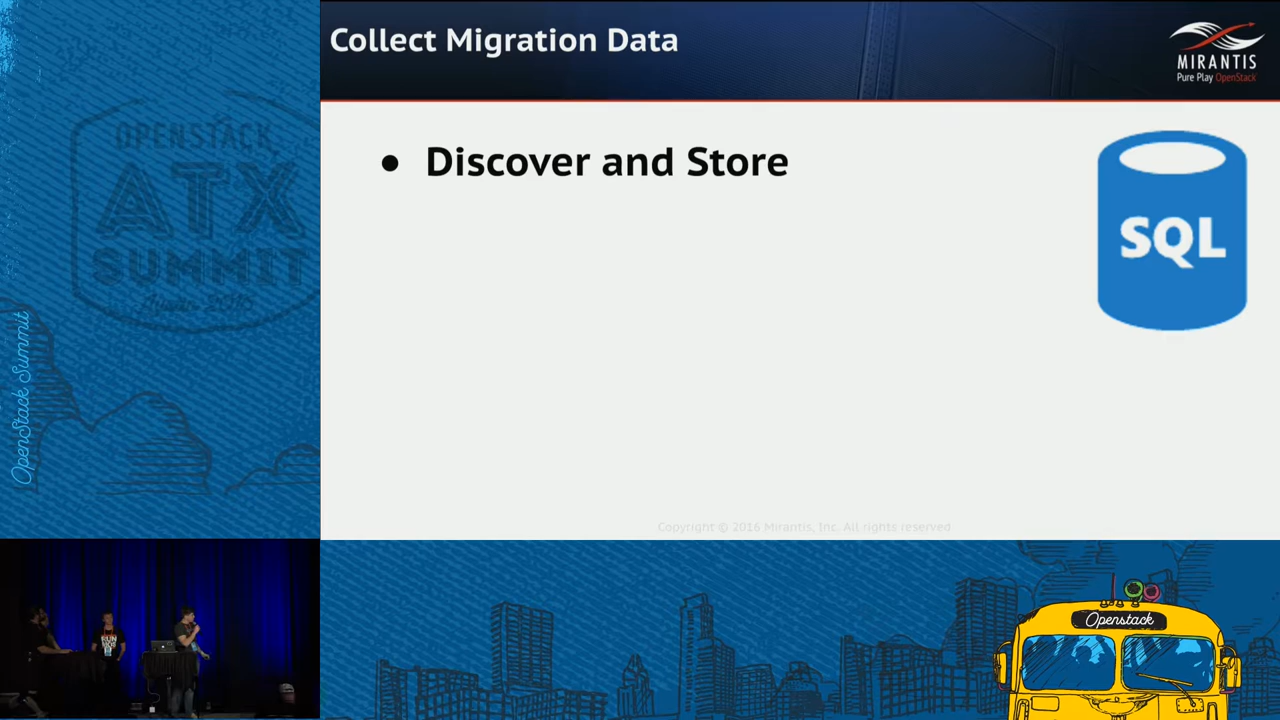 Collect Migration Data
MIRANTIS
Pure Play OpenStack
• Discover and Store
SQL
Copyright © 2016 Mirantis, Inc. All rights reserved
OPENSTACK
ATX
SUMMIT
OpenStack Summit
Openstack